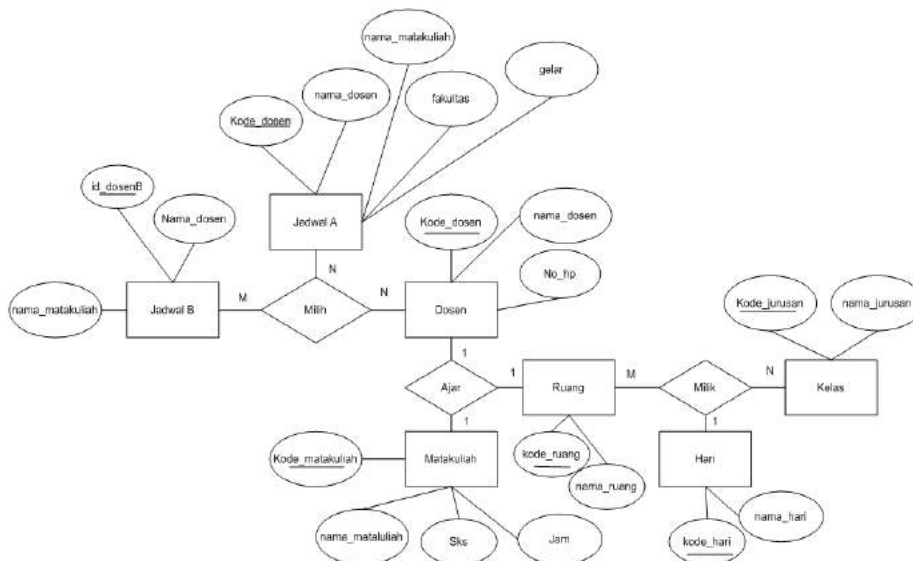 nama_matakuliah
gelar
nama_dosen
fakultas
Kode_dosen
id_dosenB
Nama_dosen
Jadwal A
Kode_dosen
nama_dosen
No_hp
N
nama_matakuliah
Jadwal B
M
Milih
N
Dosen
Kode_jurusan
nama_jurusan
1
Ajar
1
Ruang
M
Milik
N
Kelas
1
1
Kode_matakuliah
Matakuliah
kode_ruang
nama_ruang
Hari
nama_mataluliah
Sks
Jam
nama_hari
kode_hari